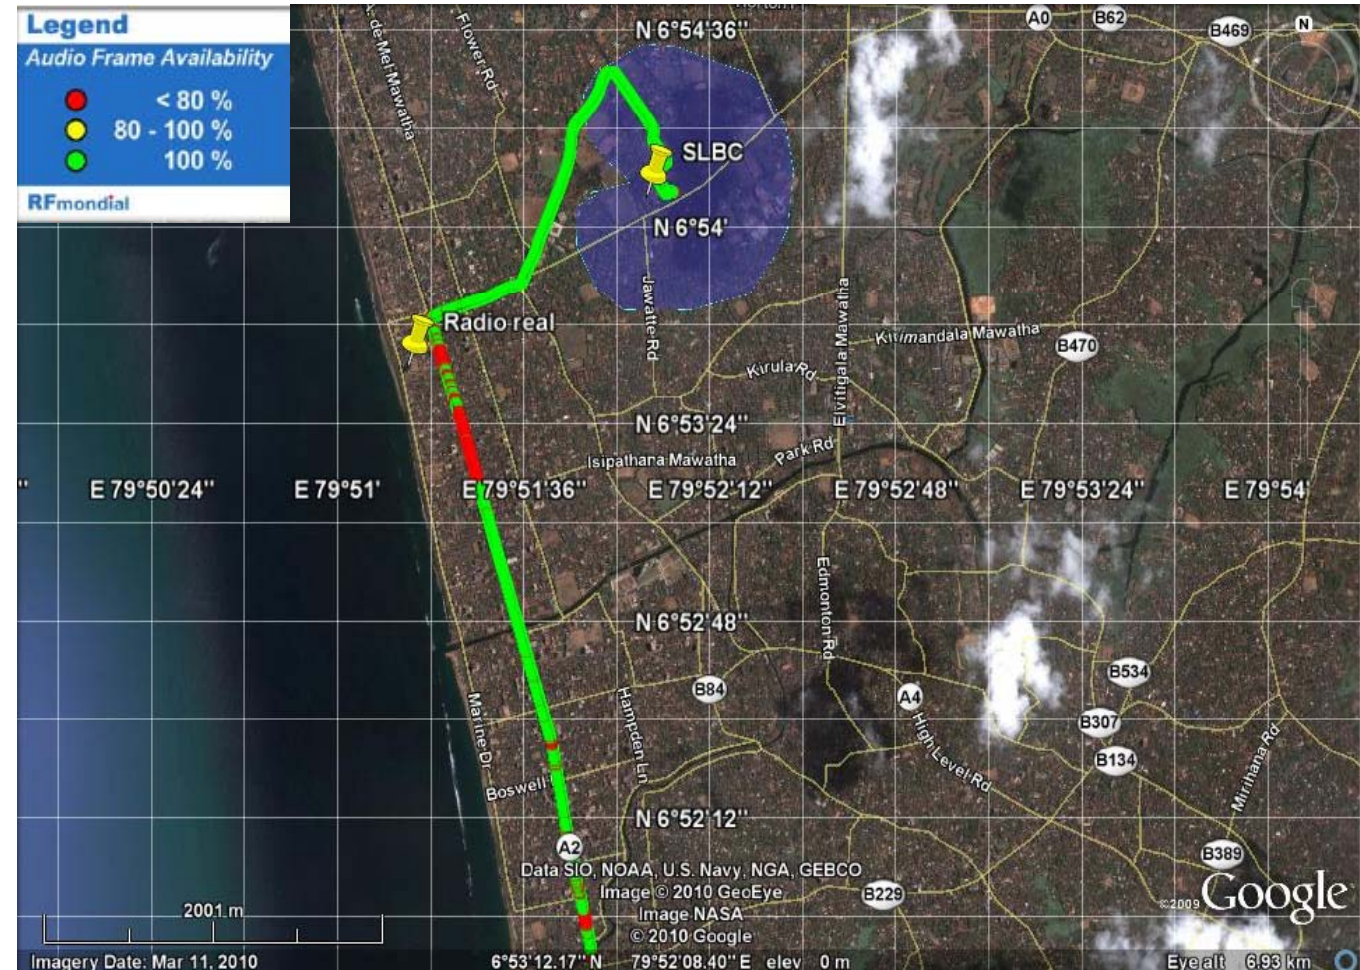 Legend
Audio Frame Availability
< 80 %
80 - 100 %
100 %
RFmondial
de Mel Mawatha
Flower Rd
N 6°54'36"
A0
B62
B469
N
SLBC
N 6°54'
Jawatte Rd
Radio real
Elvitigala Mawatha
Kirimandala Mawatha
B470
Kirula Rd
N 6°53'24"
Isipathana Mawatha
Park Rd
"
E 79°50'24"
E 79°51'
E 79°51'36"
E 79°52'12"
E 79°52'48"
E 79°53'24"
E 79°54'
Edmonton Rd
N 6°52'48"
B84
A4
B534
B307
B134
Marine Dr
Hampden Ln
High Level Rd
Mirihana Rd
Boswell
N 6°52'12"
A2
B389
Data SIO, NOAA, U.S. Navy, NGA, GEBCO
Image © 2010 GeoEye
B229
©2009 Google
Image NASA
© 2010 Google
2001 m
Imagery Date: Mar 11, 2010
6°53'12.17" N 79°52'08.40" E elev 0 m
Eye alt 6.93 km